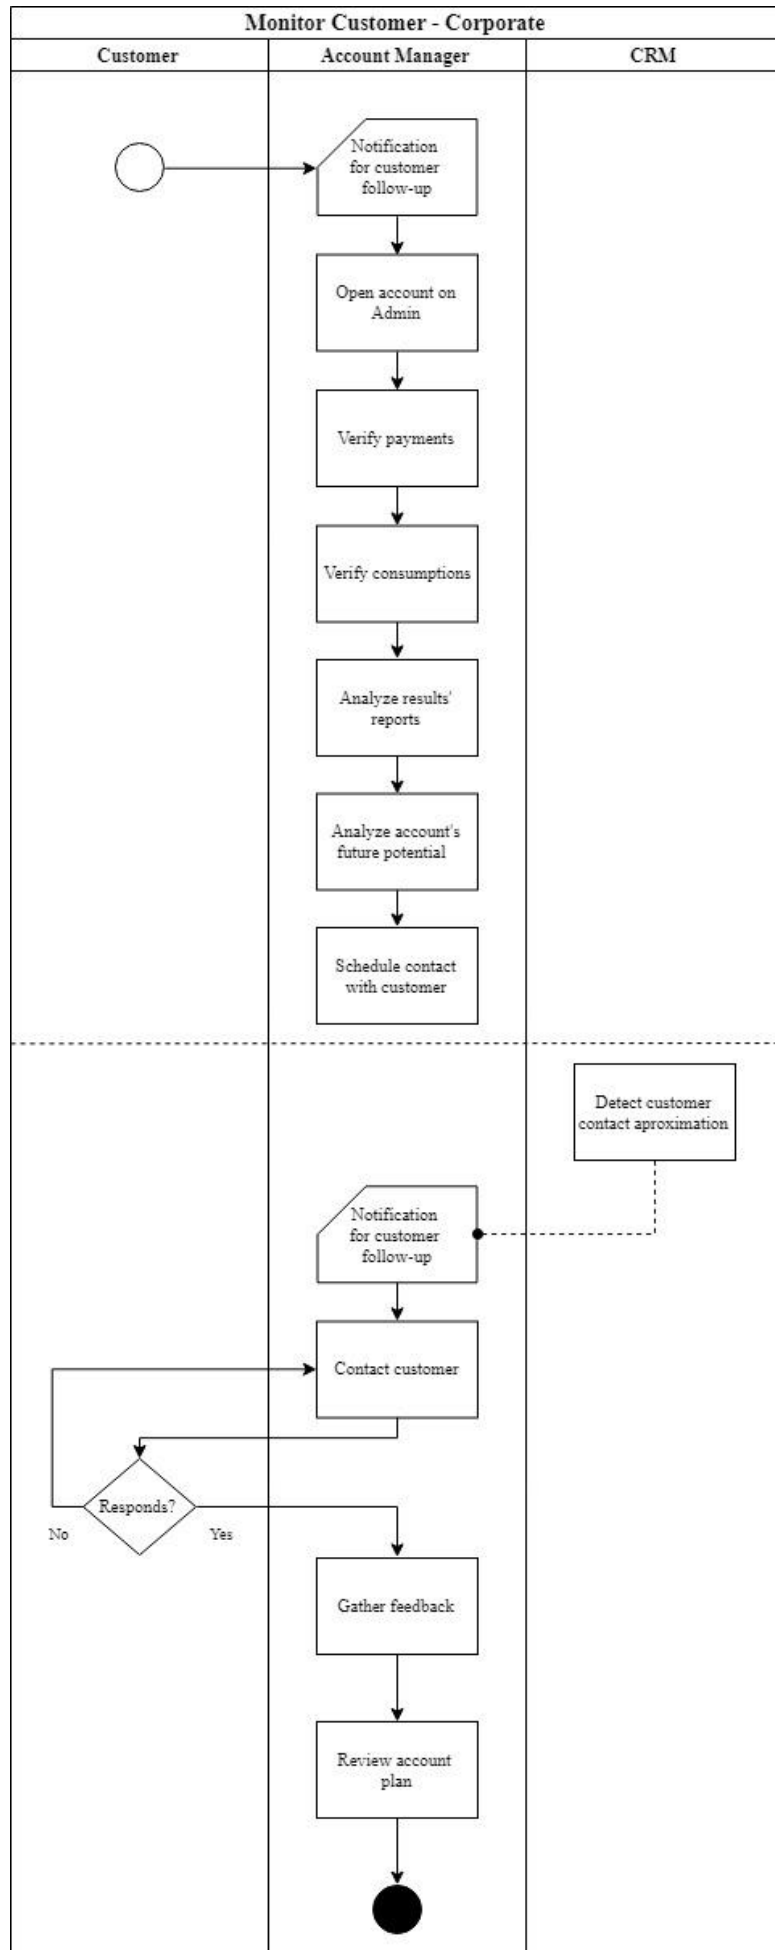 Monitor Customer - Corporate
Customer
Account Manager
CRM
Notification
for customer
follow-up
Open account on
Admin
Verify payments
Verify consumptions
Analyze results'
reports
Analyze account's
future potential
Schedule contact
with customer
Detect customer
contact aproximation
Notification
for customer
follow-up
Contact customer
Responds?
No
Yes
Gather feedback
Review account
plan